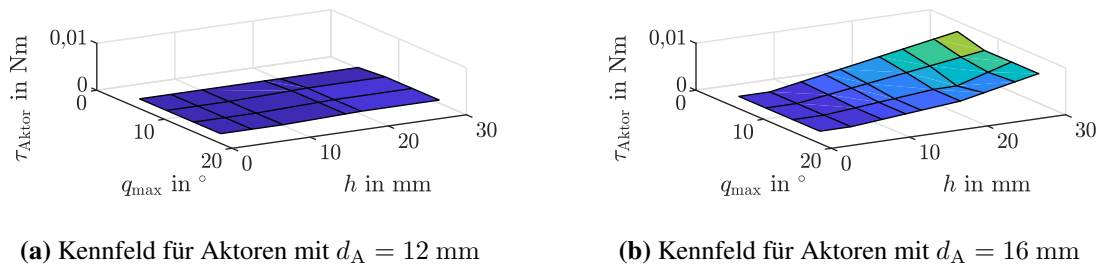 0,01
0
0
10
20
0
10
20
30
τ_Aktor in Nm
q_max in °
h in mm
(a) Kennfeld für Aktoren mit d_A = 12 mm
0,01
0
0
10
20
0
10
20
30
τ_Aktor in Nm
q_max in °
h in mm
(b) Kennfeld für Aktoren mit d_A = 16 mm